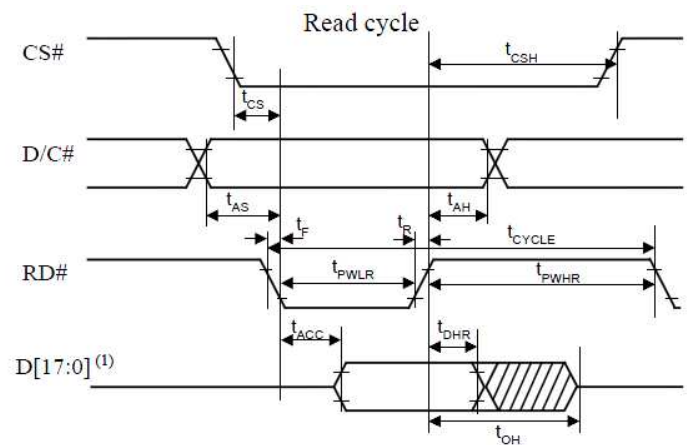 Read cycle
CS#
tCSH
tCS
D/C#
tAS
tF
tR
tAH
tCYCLE
RD#
tPWLR
tPWHR
tACC
tDHR
D[17:0] (1)
tOH